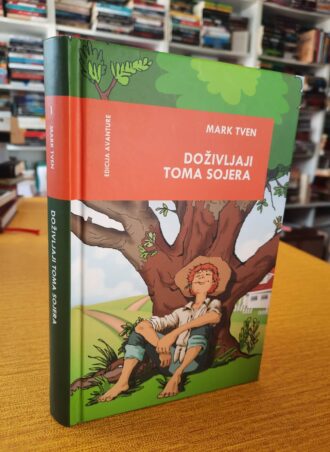 MARK TVEN
DOŽIVLJAJI
TOMA SOJERA
EDICIJA AVANTURE
1
MARK TVEN
DOŽIVLJAJI TOMA SOJERA